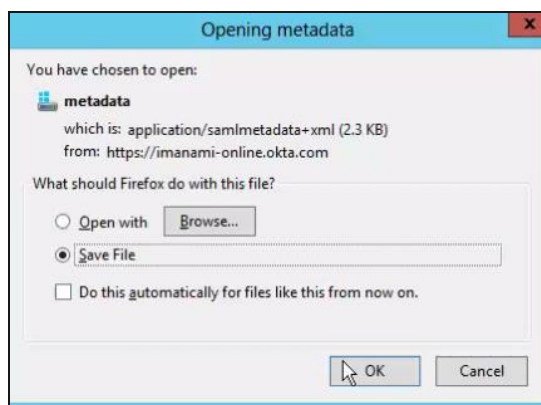 Opening metadata
x
You have chosen to open:
metadata
which is: application/samlmetadata+xml (2.3 KB)
from: https://imanami-online.okta.com
What should Firefox do with this file?
Open with Browse...
Save File
Do this automatically for files like this from now on.
OK Cancel